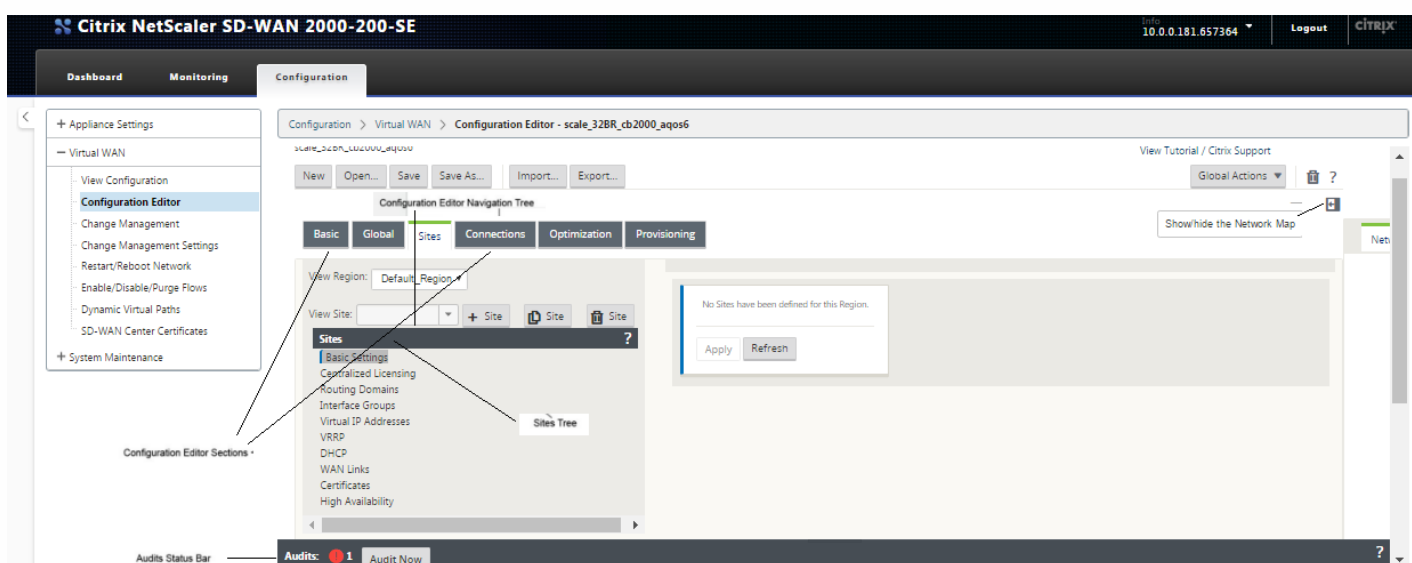 Citrix NetScaler SD-WAN 2000-200-SE
Info
10.0.0.181.657364
Logout
CITRIX
Dashboard Monitoring Configuration
+ Appliance Settings
− Virtual WAN
View Configuration
Configuration Editor
Change Management
Change Management Settings
Restart/Reboot Network
Enable/Disable/Purge Flows
Dynamic Virtual Paths
SD-WAN Center Certificates
+ System Maintenance
Configuration > Virtual WAN > Configuration Editor - scale_32BR_cb2000_aqos6
scale_32BR_cb2000_aqos6
View Tutorial / Citrix Support
New Open... Save Save As... Import... Export...
Global Actions ?
Configuration Editor Navigation Tree
Show/hide the Network Map
Basic Global Sites Connections Optimization Provisioning
Net
View Region: Default_Region
View Site: + Site Site Site
Sites ?
Basic Settings
Centralized Licensing
Routing Domains
Interface Groups
Virtual IP Addresses
VRRP
DHCP
WAN Links
Certificates
High Availability
No Sites have been defined for this Region.
Apply Refresh
Sites Tree
Configuration Editor Sections
Audits Status Bar
Audits: 1 Audit Now ?